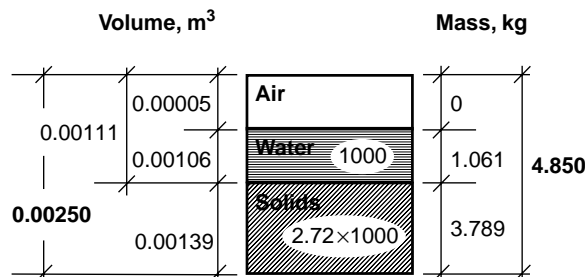 Volume, m³ Mass, kg
0.00005 Air 0
0.00111
0.00106 Water 1000 1.061
4.850
0.00250 Solids
0.00139 2.72×1000 3.789